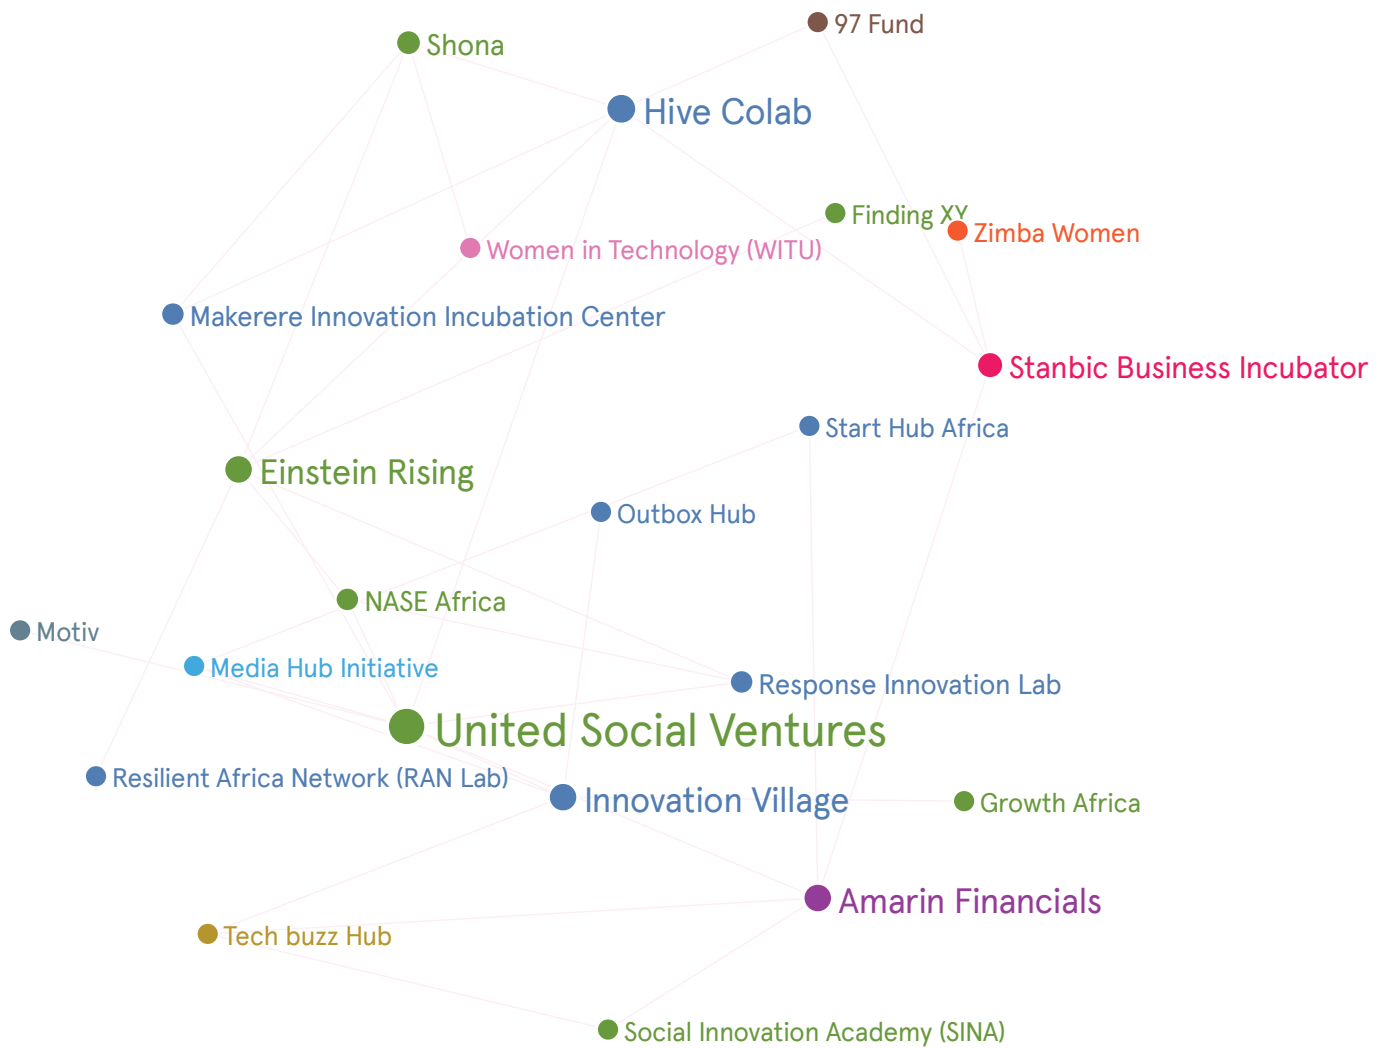 97 Fund
Shona
Hive Colab
Finding XY
Zimba Women
Women in Technology (WITU)
Makerere Innovation Incubation Center
Stanbic Business Incubator
Start Hub Africa
Einstein Rising
Outbox Hub
NASE Africa
Motiv
Media Hub Initiative
Response Innovation Lab
United Social Ventures
Resilient Africa Network (RAN Lab)
Innovation Village
Growth Africa
Amarin Financials
Tech buzz Hub
Social Innovation Academy (SINA)